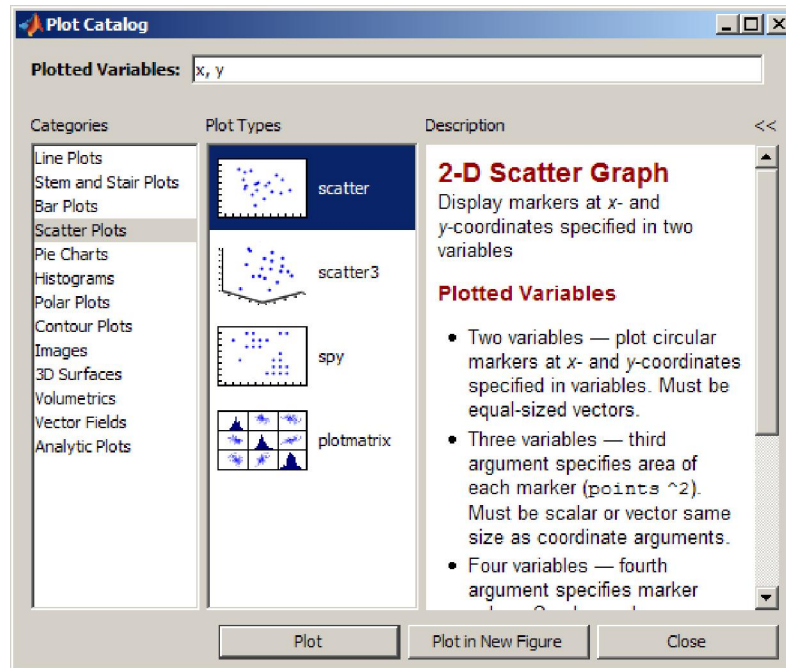 Plot Catalog
Plotted Variables: x, y
Categories
Line Plots
Stem and Stair Plots
Bar Plots
Scatter Plots
Pie Charts
Histograms
Polar Plots
Contour Plots
Images
3D Surfaces
Volumetrics
Vector Fields
Analytic Plots
Plot Types
scatter
scatter3
spy
plotmatrix
Description <<
2-D Scatter Graph
Display markers at x- and
y-coordinates specified in two
variables
Plotted Variables
• Two variables — plot circular
markers at x- and y-coordinates
specified in variables. Must be
equal-sized vectors.
• Three variables — third
argument specifies area of
each marker (points ^2).
Must be scalar or vector same
size as coordinate arguments.
• Four variables — fourth
argument specifies marker
Plot
Plot in New Figure
Close